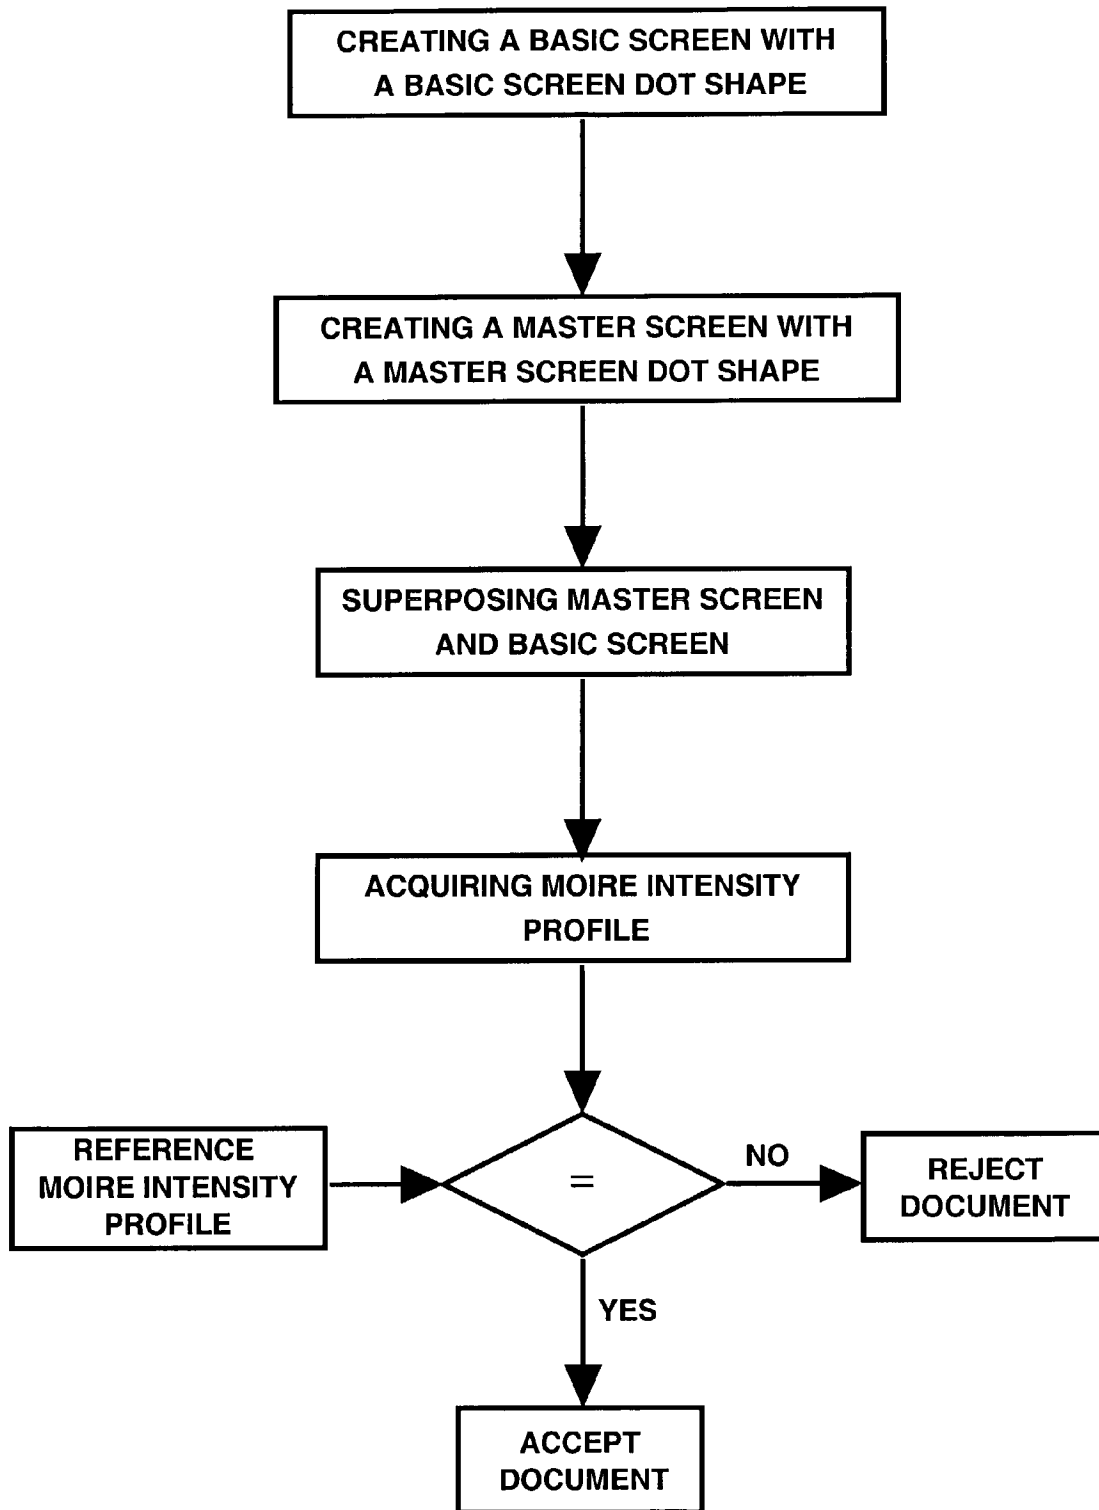 CREATING A BASIC SCREEN WITH
A BASIC SCREEN DOT SHAPE
CREATING A MASTER SCREEN WITH
A MASTER SCREEN DOT SHAPE
SUPERPOSING MASTER SCREEN
AND BASIC SCREEN
ACQUIRING MOIRE INTENSITY
PROFILE
REFERENCE
MOIRE INTENSITY
PROFILE
=
NO
REJECT
DOCUMENT
YES
ACCEPT
DOCUMENT